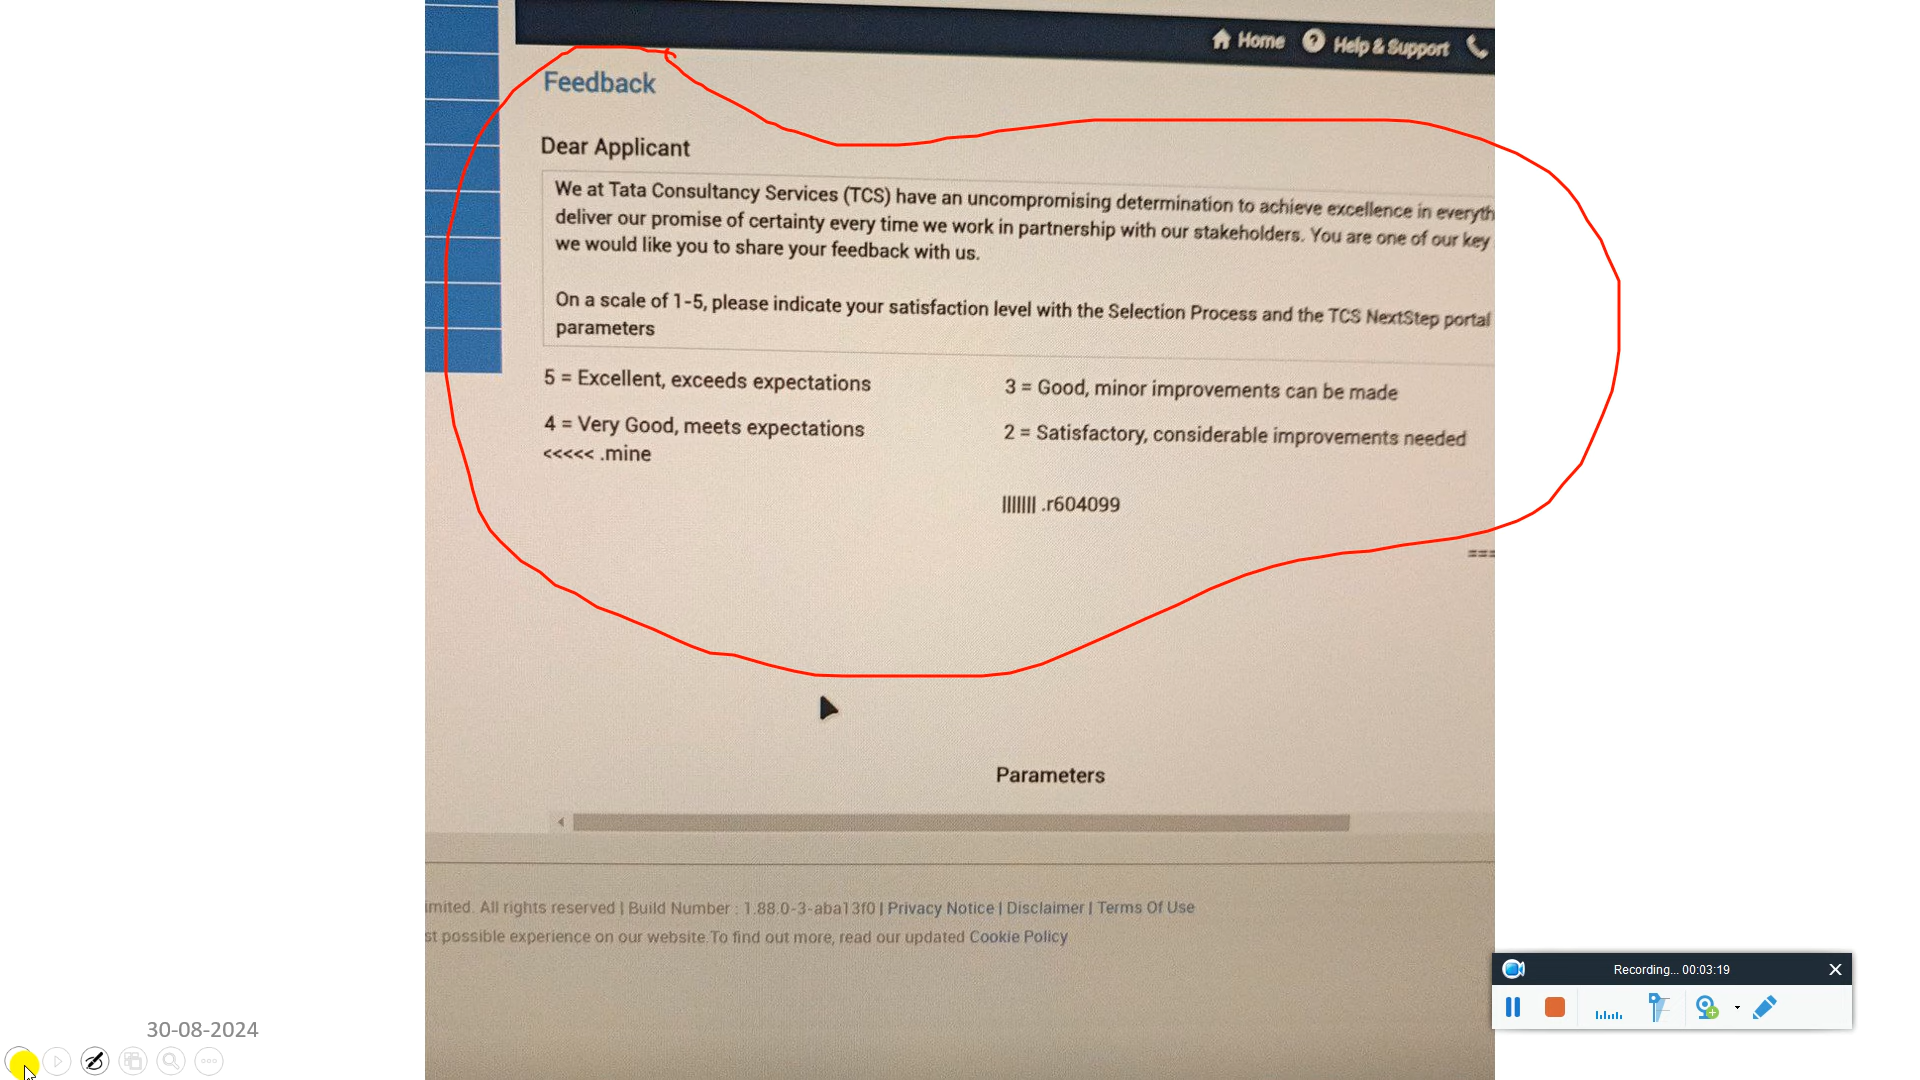 Home Help & Support
Feedback
Dear Applicant
We at Tata Consultancy Services (TCS) have an uncompromising determination to achieve excellence in everyth
deliver our promise of certainty every time we work in partnership with our stakeholders. You are one of our key
we would like you to share your feedback with us.
On a scale of 1-5, please indicate your satisfaction level with the Selection Process and the TCS NextStep portal
parameters
5 = Excellent, exceeds expectations
3 = Good, minor improvements can be made
4 = Very Good, meets expectations
2 = Satisfactory, considerable improvements needed
<<<<< .mine
||||||| .r604099
===
Parameters
imited. All rights reserved | Build Number : 1.88.0-3-aba13f0 | Privacy Notice | Disclaimer | Terms Of Use
st possible experience on our website.To find out more, read our updated Cookie Policy
Recording... 00:03:19
30-08-2024